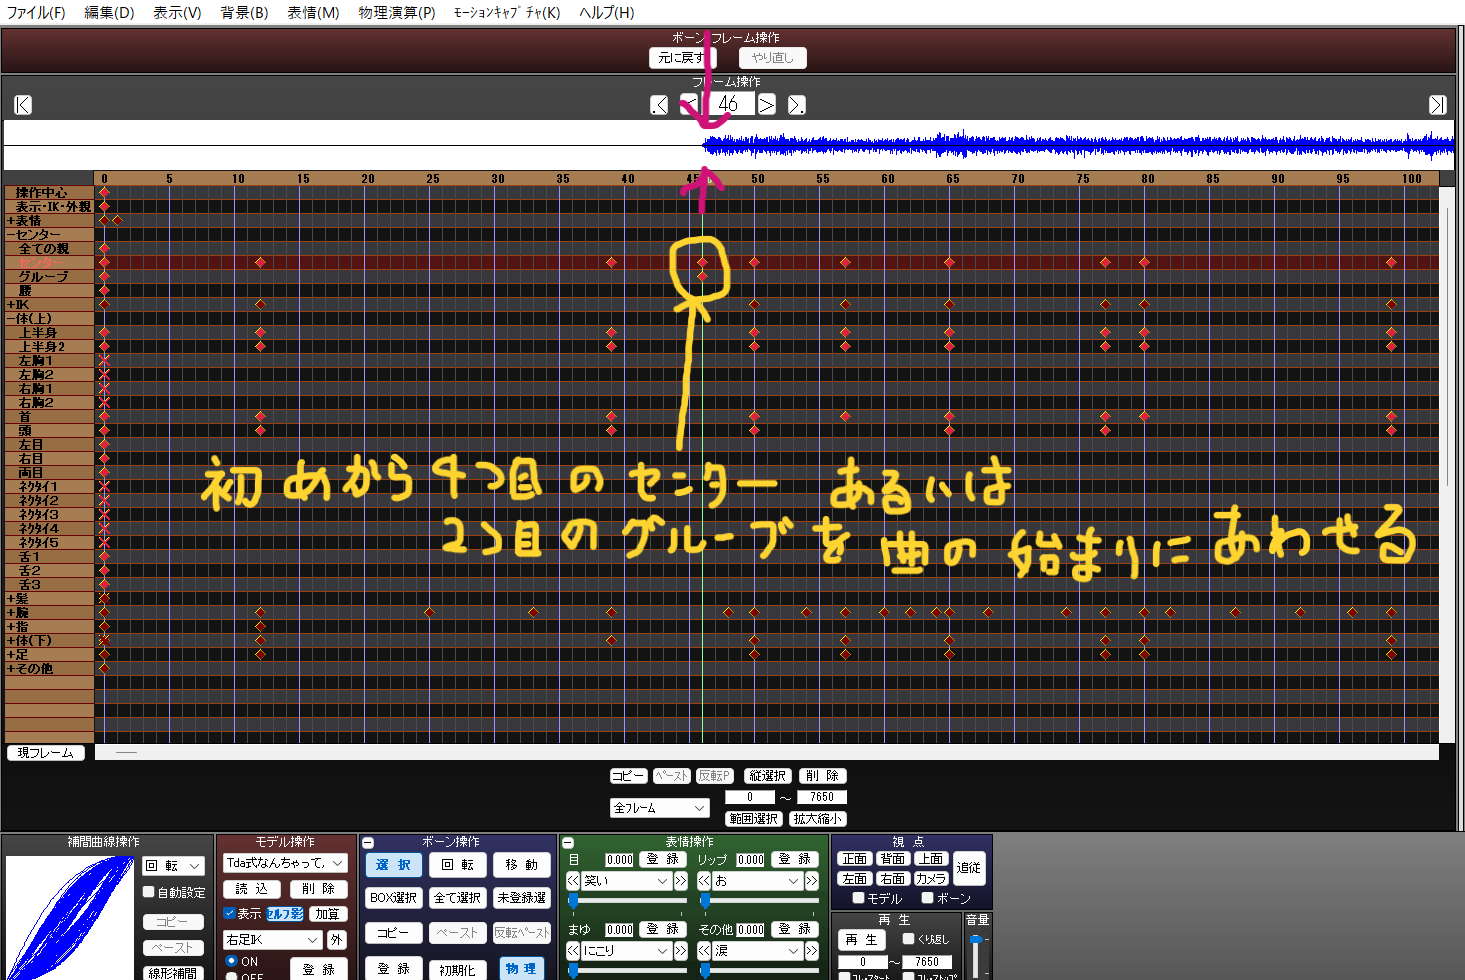 ファイル(F) 編集(D) 表示(V) 背景(B) 表情(M) 物理演算(P) ﾓｰｼｮﾝｷｬﾌﾟﾁｬ(K) ヘルプ(H)
ボーン フレーム操作
元に戻す やり直し
フレーム操作
.< < 46 > >.
0 5 10 15 20 25 30 35 40 45 50 55 60 65 70 75 80 85 90 95 100
操作中心
表示・IK・外観
+表情
-センター
全ての親
センター
グルーブ
腰
+IK
-体(上)
上半身
上半身2
左胸1
左胸2
右胸1
右胸2
首
頭
左目
右目
両目
ﾈｸﾀｲ1
ﾈｸﾀｲ2
ﾈｸﾀｲ3
ﾈｸﾀｲ4
ﾈｸﾀｲ5
舌1
舌2
舌3
+髪
+腕
+指
+体(下)
+足
+その他
初めから4つ目のセンター あるいは
2つ目のグルーブを曲の始まりにあわせる
現フレーム
コピー ﾍﾟｰｽﾄ 反転P 縦選択 削 除
0 ～ 7650
全フレーム
範囲選択 拡大縮小
補間曲線操作
回 転
自動設定
コピー
ペースト
線形補間
モデル操作
Tda式なんちゃって,
読 込 削 除
表示 ｾﾙﾌ影 加算
右足IK 外
ON
OFF 登 録
ボーン操作
選 択 回 転 移 動
BOX選択 全て選択 未登録選
コピー ペースト 反転ﾍﾟｰｽﾄ
登 録 初期化 物 理
表情操作
目 0.000 登 録 リップ 0.000 登 録
<< 笑い >> << お >>
まゆ 0.000 登 録 その他 0.000 登 録
<< にこり >> << 涙 >>
視 点
正面 背面 上面 追従
左面 右面 カメラ
モデル ボーン
再 生 音量
再 生 くり返し
0 ～ 7650